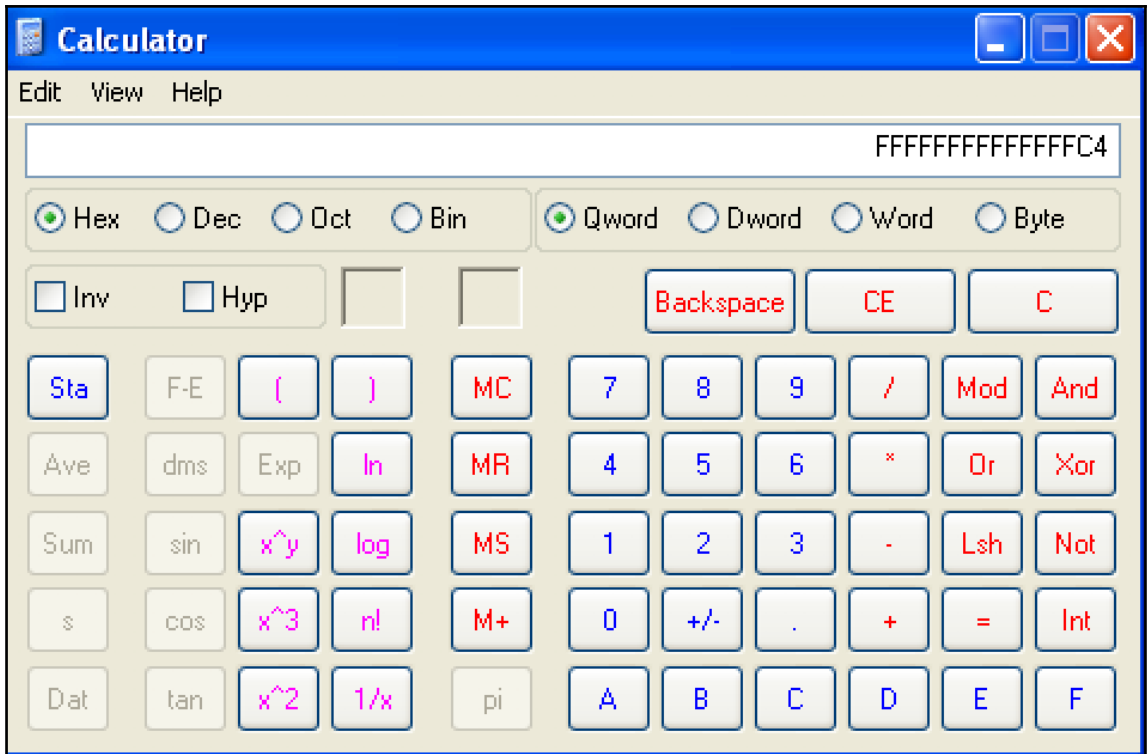 Calculator
Edit View Help
FFFFFFFFFFFFFFC4
Hex Dec Oct Bin Qword Dword Word Byte
Inv Hyp Backspace CE C
Sta F-E ( ) MC 7 8 9 / Mod And
Ave dms Exp ln MR 4 5 6 * Or Xor
Sum sin x^y log MS 1 2 3 - Lsh Not
s cos x^3 n! M+ 0 +/- . + = Int
Dat tan x^2 1/x pi A B C D E F